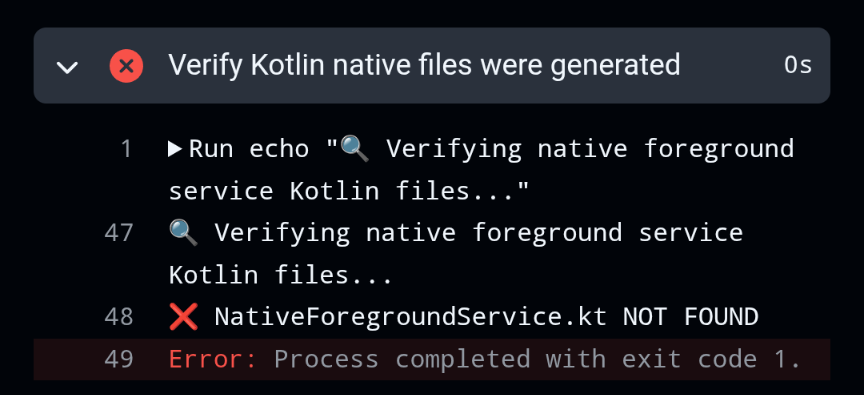 Verify Kotlin native files were generated 0s
1 ▶Run echo "🔍 Verifying native foreground
service Kotlin files..."
47 🔍 Verifying native foreground service
Kotlin files...
48 ❌ NativeForegroundService.kt NOT FOUND
49 Error: Process completed with exit code 1.